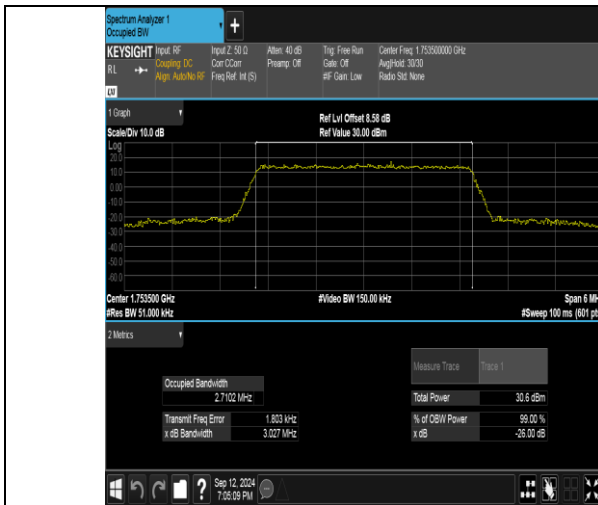 Spectrum Analyzer 1
Occupied BW
+
KEYSIGHT Input: RF Input Z: 50 Ω Atten: 40 dB Trig: Free Run Center Freq: 1.753500000 GHz
RL Coupling: DC Corr CCorr Preamp: Off Gate: Off Avg|Hold: 30/30
Align: Auto/No RF Freq Ref: Int (S) #IF Gain: Low Radio Std: None
LXI
1 Graph
Ref Lvl Offset 8.58 dB
Scale/Div 10.0 dB Ref Value 30.00 dBm
Log
20.0
10.0
0.00
-10.0
-20.0
-30.0
-40.0
-50.0
-60.0
Center 1.753500 GHz #Video BW 150.00 kHz Span 6 MH
#Res BW 51.000 kHz #Sweep 100 ms (601 pt
2 Metrics
Measure Trace Trace 1
Occupied Bandwidth
2.7102 MHz Total Power 30.6 dBm
Transmit Freq Error 1.803 kHz % of OBW Power 99.00 %
x dB Bandwidth 3.027 MHz x dB -26.00 dB
? Sep 12, 2024
7:05:09 PM